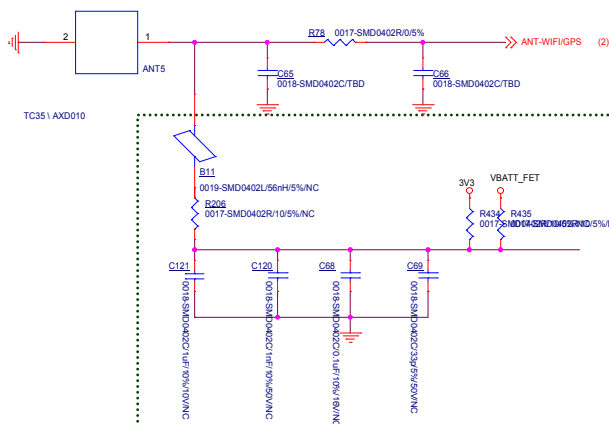 R78 0017-SMD0402R/0/5%
2 1 ANT-WIFI/GPS (2)
ANT5
C65 C66
0018-SMD0402C/TBD 0018-SMD0402C/TBD
TC35 \ AXD010
B11
0019-SMD0402L/56nH/5%/NC
3V3 VBATT_FET
R206
0017-SMD0402R/10/5%/NC
R434 R435
C121 C120 C68 C69
0018-SMD0402C/1uF/10%/10V/NC
0018-SMD0402C/1nF/10%/50V/NC
0018-SMD0402C/0.1uF/10%/16V/NC
0018-SMD0402C/33p/5%/50V/NC